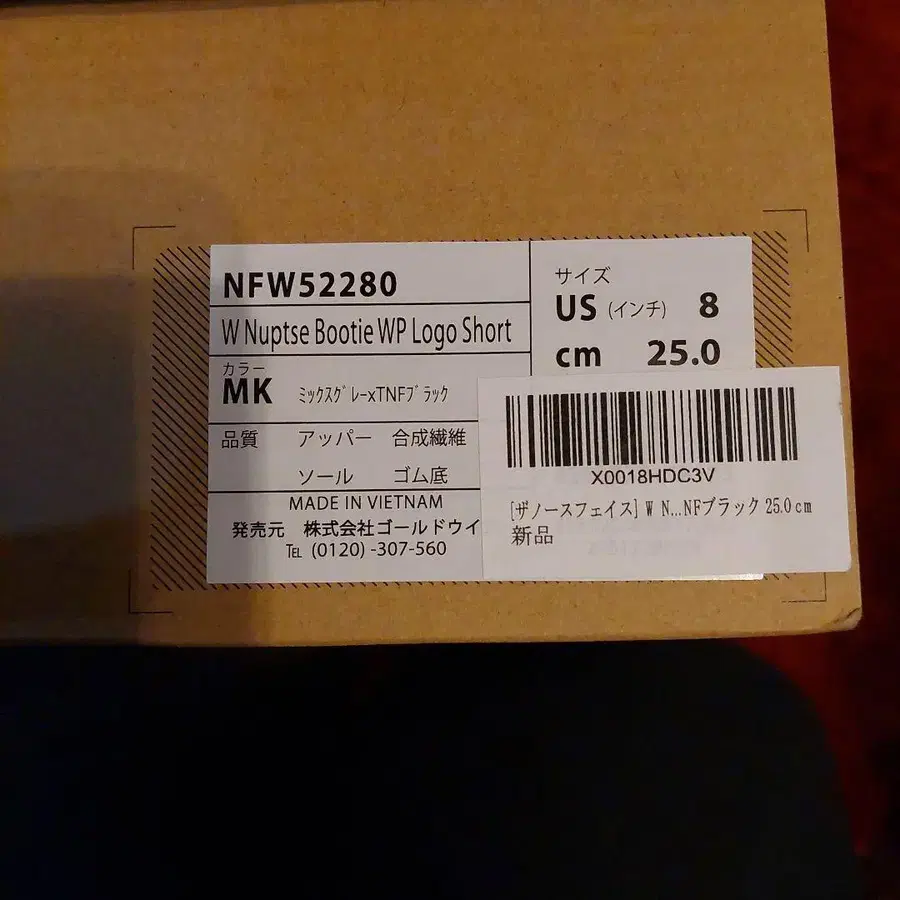 NFW52280
W Nuptse Bootie WP Logo Short
カラー
MK ﾐｯｸｽｸﾞﾚｰxTNFﾌﾞﾗｯｸ
品質 アッパー 合成繊維
ソール ゴム底
MADE IN VIETNAM
発売元 株式会社ゴールドウイ
TEL (0120) -307-560
サイズ
US (インチ) 8
cm 25.0
X0018HDC3V
[ザノースフェイス] W N...NFブラック 25.0cm
新品